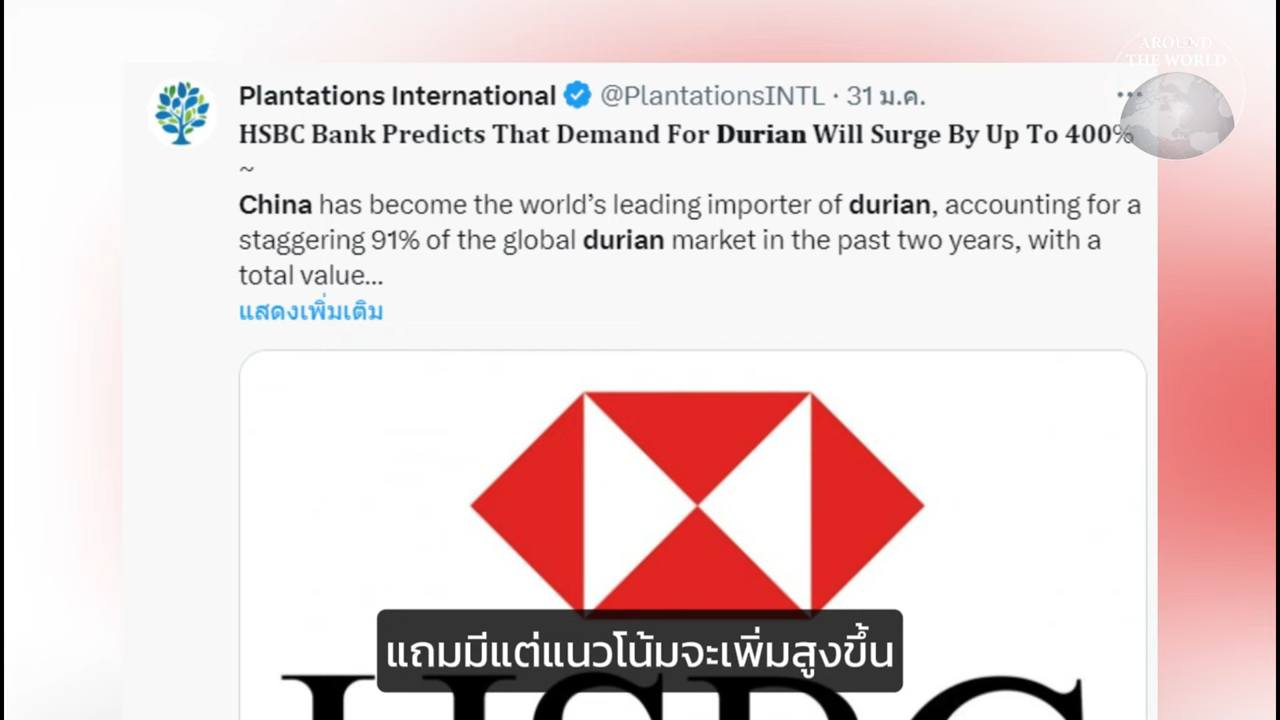 AROUND
THE WORLD
Plantations International @PlantationsINTL · 31 ม.ค.
HSBC Bank Predicts That Demand For Durian Will Surge By Up To 400%
~
China has become the world’s leading importer of durian, accounting for a
staggering 91% of the global durian market in the past two years, with a
total value...
แสดงเพิ่มเติม
แถมมีแต่แนวโน้มจะเพิ่มสูงขึ้น
HSBC